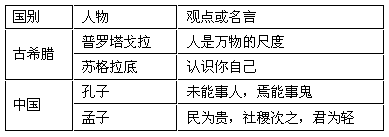 国别 人物 观点或名言
古希腊 普罗塔戈拉 人是万物的尺度
苏格拉底 认识你自己
中国 孔子 未能事人，焉能事鬼
孟子 民为贵，社稷次之，君为轻